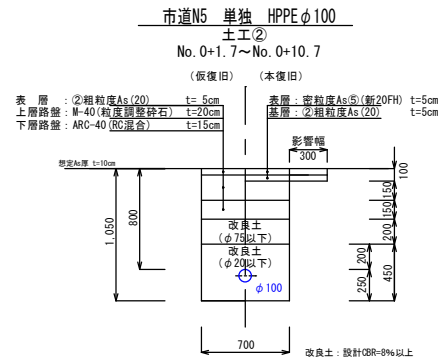 市道N5 単独 HPPEφ100
土工②
No.0+1.7～No.0+10.7
(仮復旧) (本復旧)
表 層 :②粗粒度As(20) t= 5cm
上層路盤:M-40(粒度調整砕石) t=20cm
下層路盤:ARC-40(RC混合) t=15cm
表層:密粒度As⑤(新20FH) t=5cm
基層:②粗粒度As(20) t=5cm
影響幅
300
想定As厚 t=10cm
100
150
150
200
200
450
250
1,050
800
改良土
(φ75以下)
改良土
(φ20以下)
φ100
700
改良土:設計CBR=8%以上